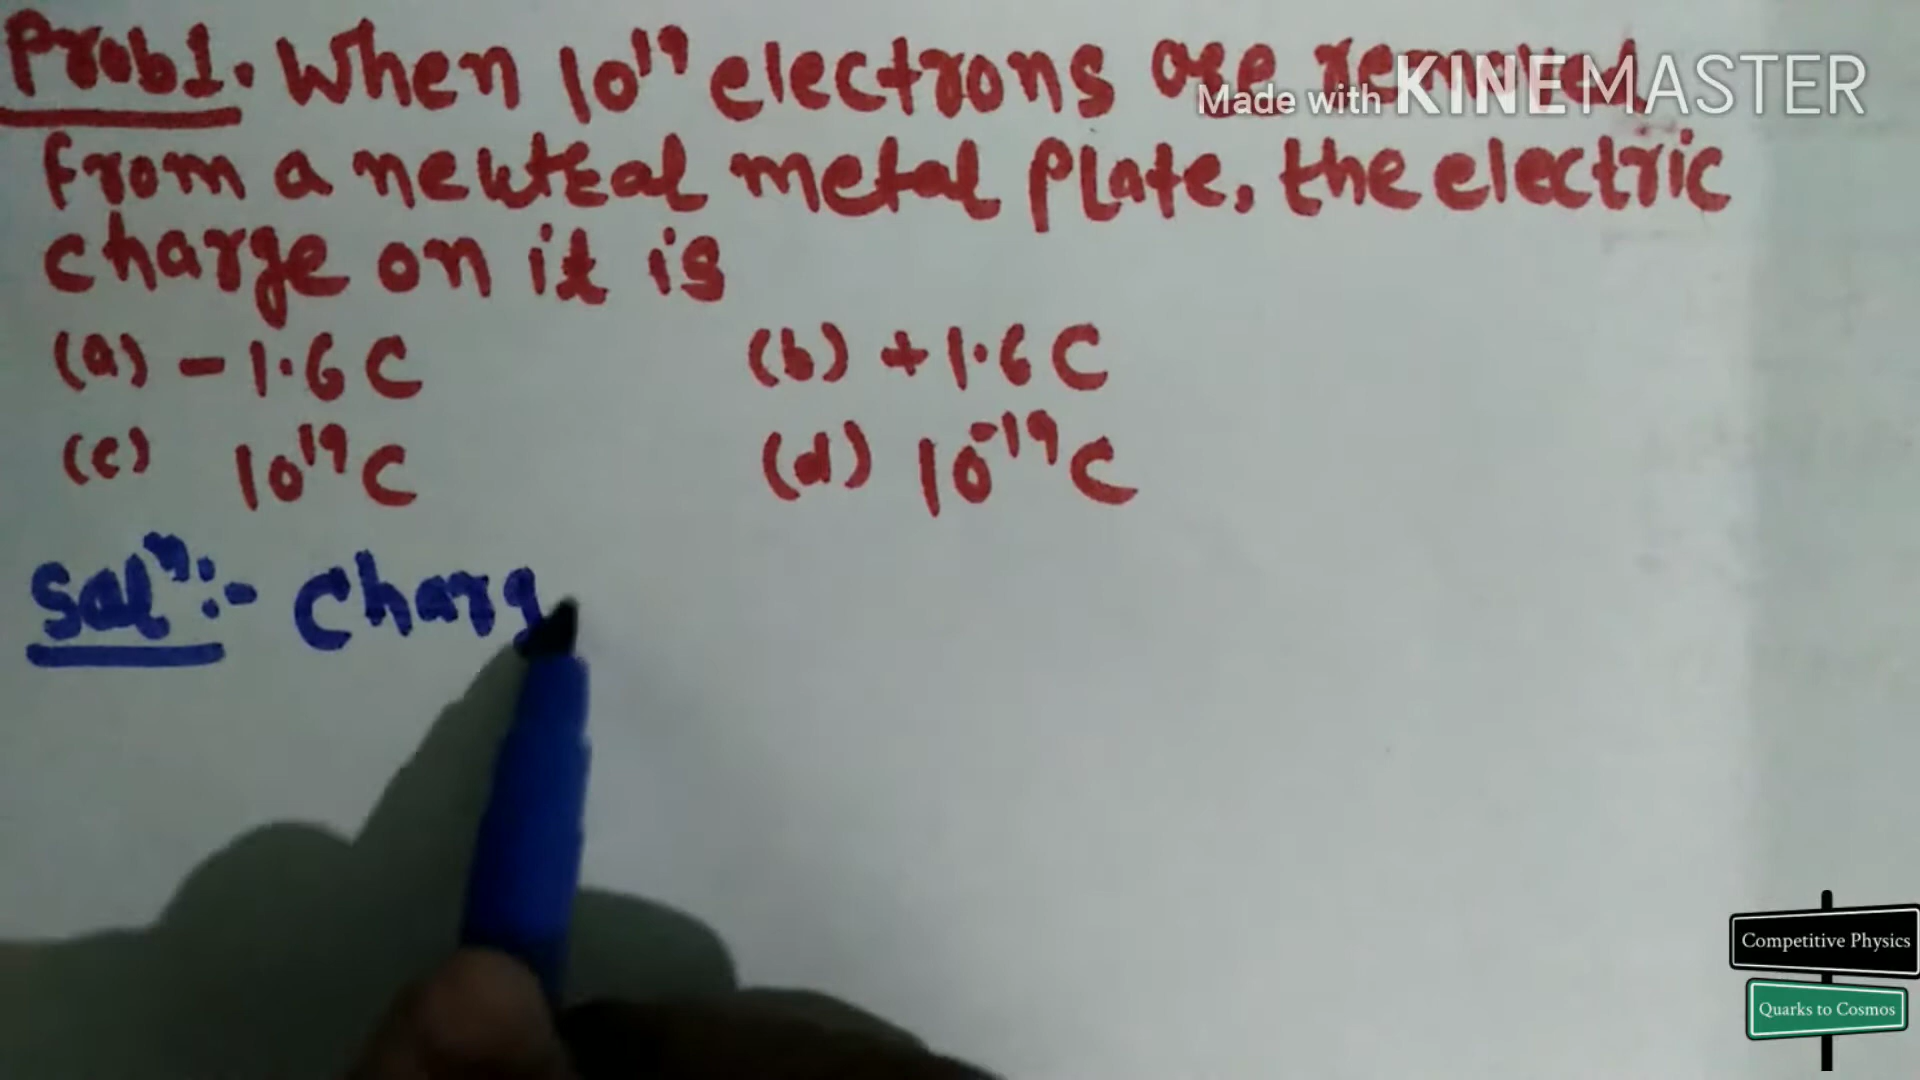 Prob1. When 10¹⁹ electrons are removed
Made with KINEMASTER
from a neutral metal plate, the electric
charge on it is
(a) - 1.6 C (b) + 1.6 C
(c) 10¹⁹ C (d) 10⁻¹⁹ C
Solⁿ:- Charg
Competitive Physics
Quarks to Cosmos